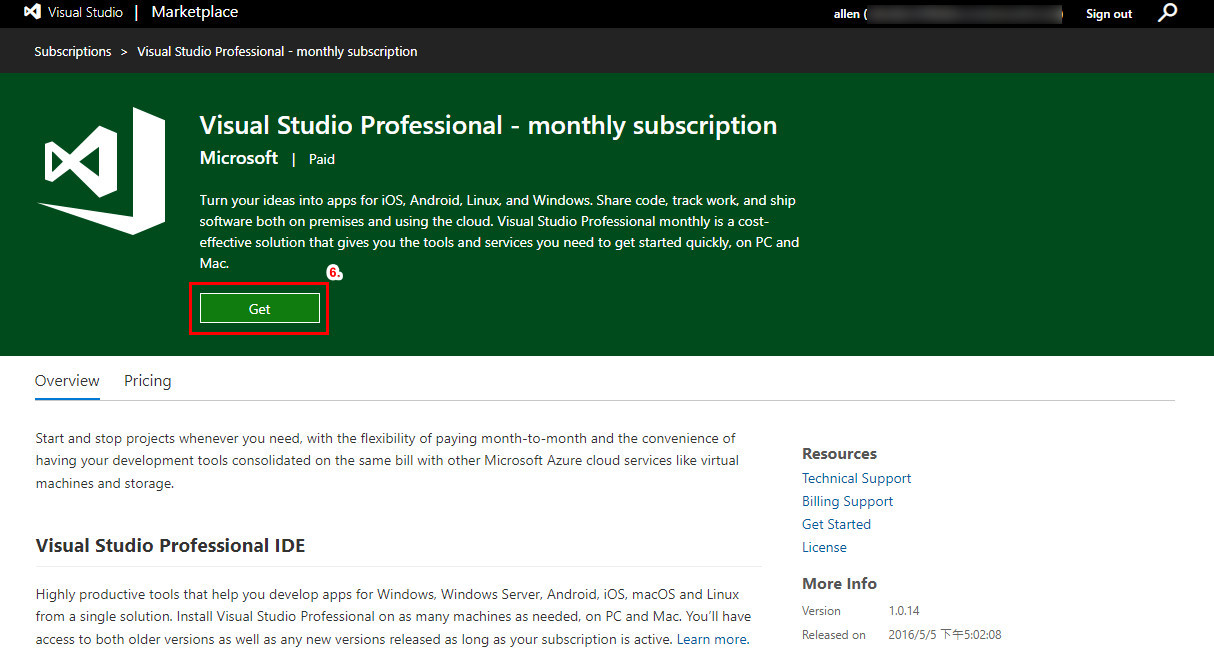 Visual Studio | Marketplace
allen (
Sign out
Subscriptions > Visual Studio Professional - monthly subscription
Visual Studio Professional - monthly subscription
Microsoft | Paid
Turn your ideas into apps for iOS, Android, Linux, and Windows. Share code, track work, and ship
software both on premises and using the cloud. Visual Studio Professional monthly is a cost-
effective solution that gives you the tools and services you need to get started quickly, on PC and
Mac.
6.
Get
Overview Pricing
Start and stop projects whenever you need, with the flexibility of paying month-to-month and the convenience of
having your development tools consolidated on the same bill with other Microsoft Azure cloud services like virtual
machines and storage.
Visual Studio Professional IDE
Highly productive tools that help you develop apps for Windows, Windows Server, Android, iOS, macOS and Linux
from a single solution. Install Visual Studio Professional on as many machines as needed, on PC and Mac. You’ll have
access to both older versions as well as any new versions released as long as your subscription is active. Learn more.
Resources
Technical Support
Billing Support
Get Started
License
More Info
Version 1.0.14
Released on 2016/5/5 下午5:02:08